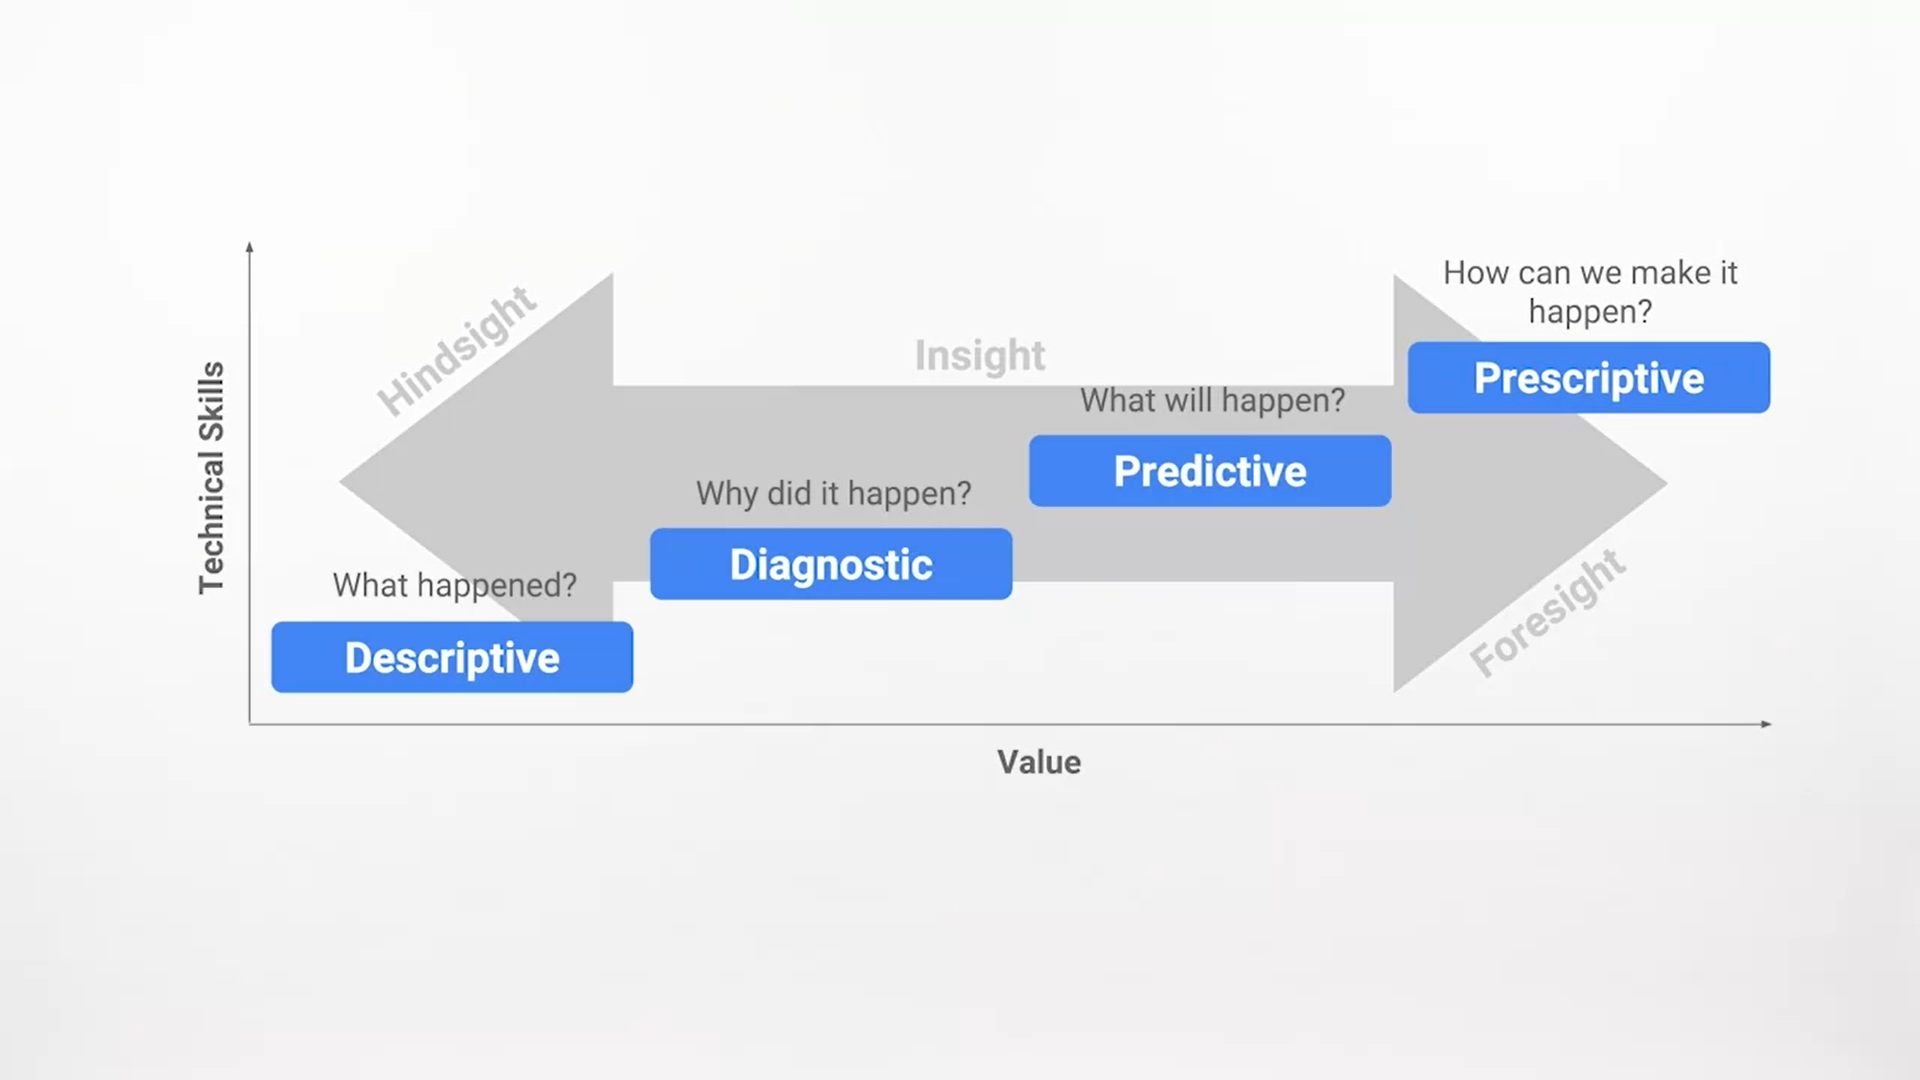 How can we make it
happen?
Prescriptive
Hindsight
Insight
What will happen?
Predictive
Why did it happen?
Diagnostic
What happened?
Descriptive
Foresight
Technical Skills
Value